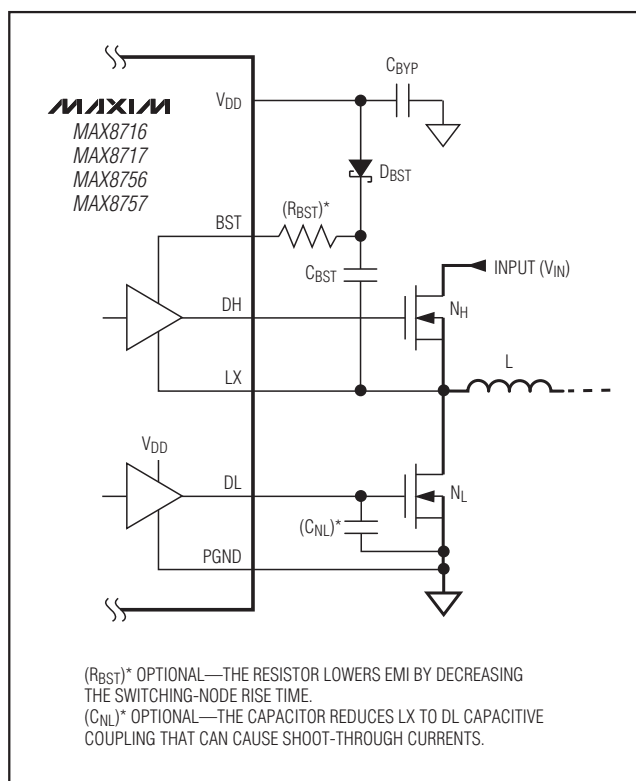 MAXIM
MAX8716
MAX8717
MAX8756
MAX8757
VDD
CBYP
DBST
BST
(RBST)*
CBST
INPUT (VIN)
DH
NH
LX
L
VDD
DL
NL
(CNL)*
PGND
(RBST)* OPTIONAL—THE RESISTOR LOWERS EMI BY DECREASING
THE SWITCHING-NODE RISE TIME.
(CNL)* OPTIONAL—THE CAPACITOR REDUCES LX TO DL CAPACITIVE
COUPLING THAT CAN CAUSE SHOOT-THROUGH CURRENTS.